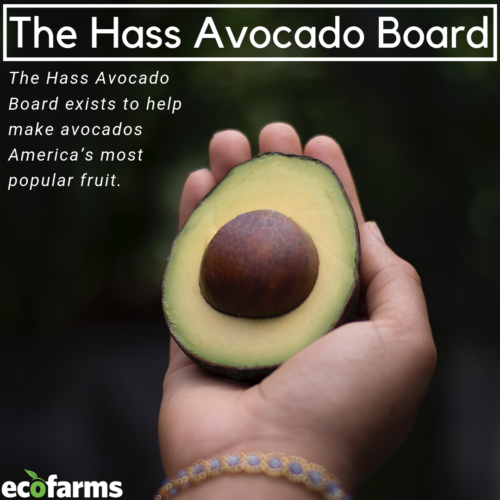 The Hass Avocado Board
The Hass Avocado
Board exists to help
make avocados
America's most
popular fruit.
ecofarms